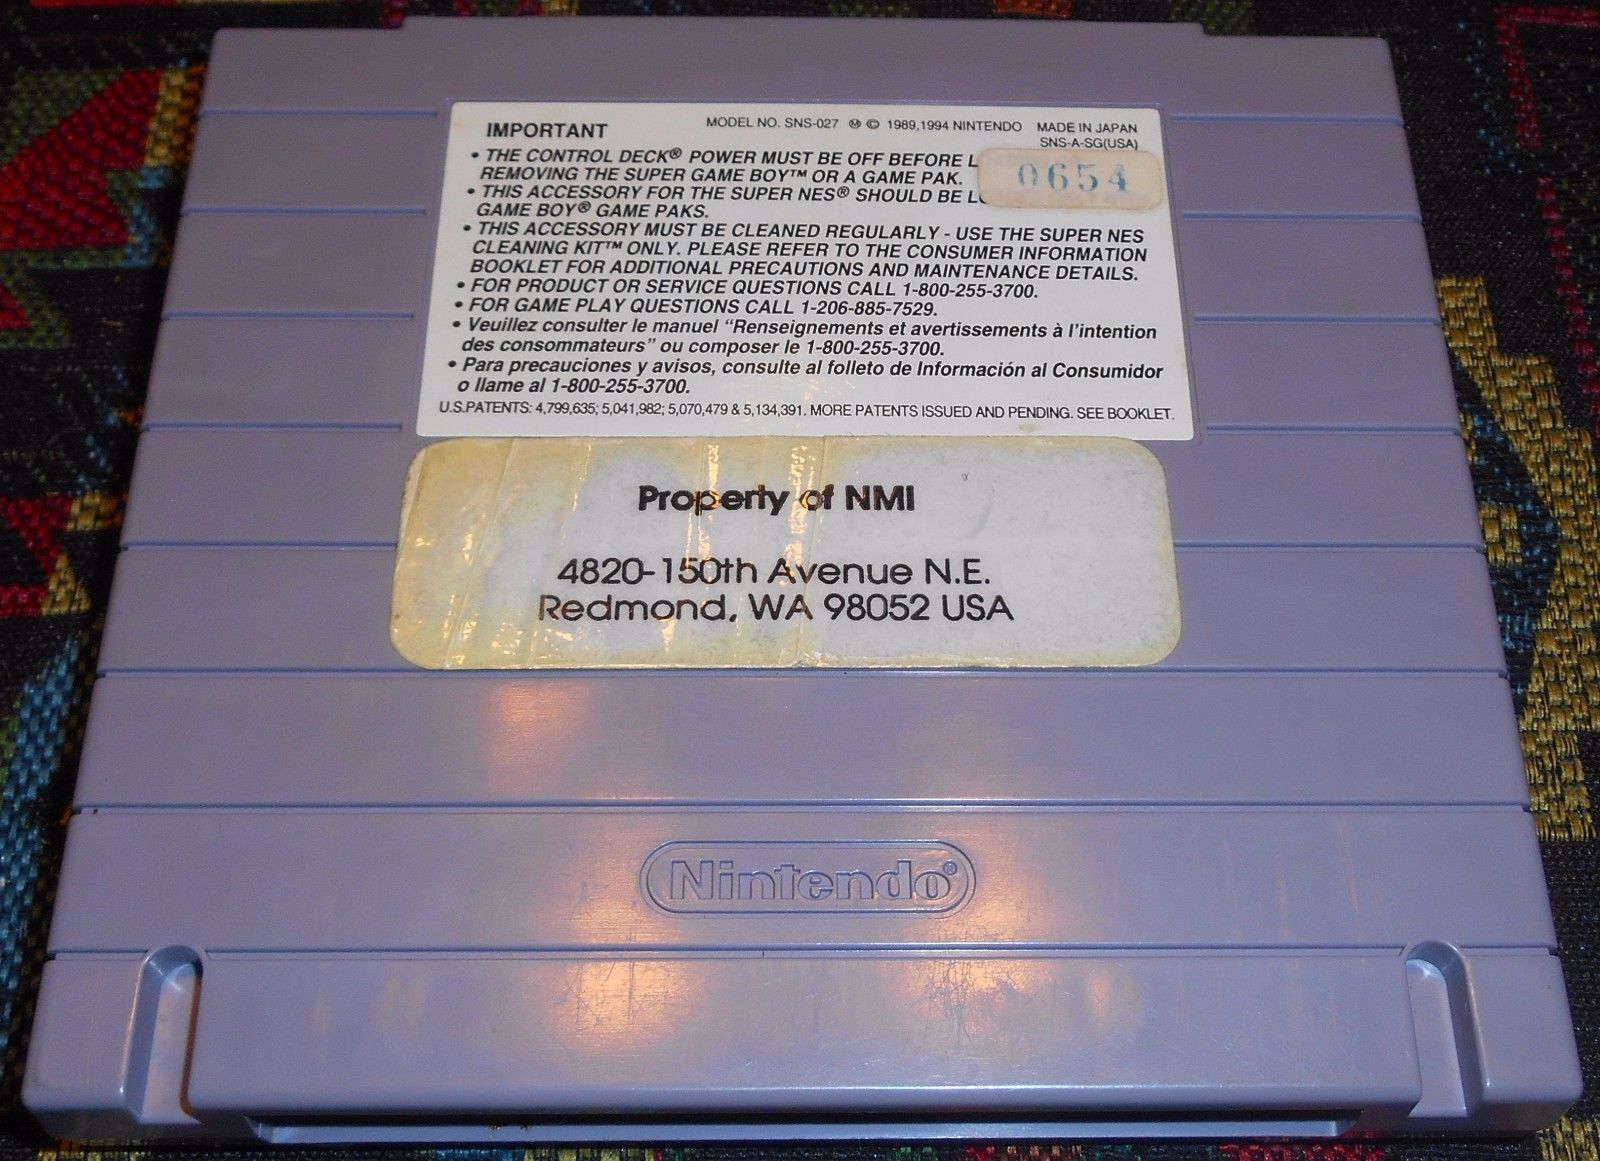 IMPORTANT
MODEL NO. SNS-027 Ⓜ © 1989,1994 NINTENDO MADE IN JAPAN
SNS-A-SG(USA)
• THE CONTROL DECK® POWER MUST BE OFF BEFORE
REMOVING THE SUPER GAME BOY™ OR A GAME PAK.
0654
• THIS ACCESSORY FOR THE SUPER NES® SHOULD BE
GAME BOY® GAME PAKS.
• THIS ACCESSORY MUST BE CLEANED REGULARLY - USE THE SUPER NES
CLEANING KIT™ ONLY. PLEASE REFER TO THE CONSUMER INFORMATION
BOOKLET FOR ADDITIONAL PRECAUTIONS AND MAINTENANCE DETAILS.
• FOR PRODUCT OR SERVICE QUESTIONS CALL 1-800-255-3700.
• FOR GAME PLAY QUESTIONS CALL 1-206-885-7529.
• Veuillez consulter le manuel “Renseignements et avertissements à l’intention
des consommateurs” ou composer le 1-800-255-3700.
• Para precauciones y avisos, consulte al folleto de Información al Consumidor
o llame al 1-800-255-3700.
U.S.PATENTS: 4,799,635; 5,041,982; 5,070,479 & 5,134,391. MORE PATENTS ISSUED AND PENDING. SEE BOOKLET.
Property of NMI
4820-150th Avenue N.E.
Redmond, WA 98052 USA
Nintendo®